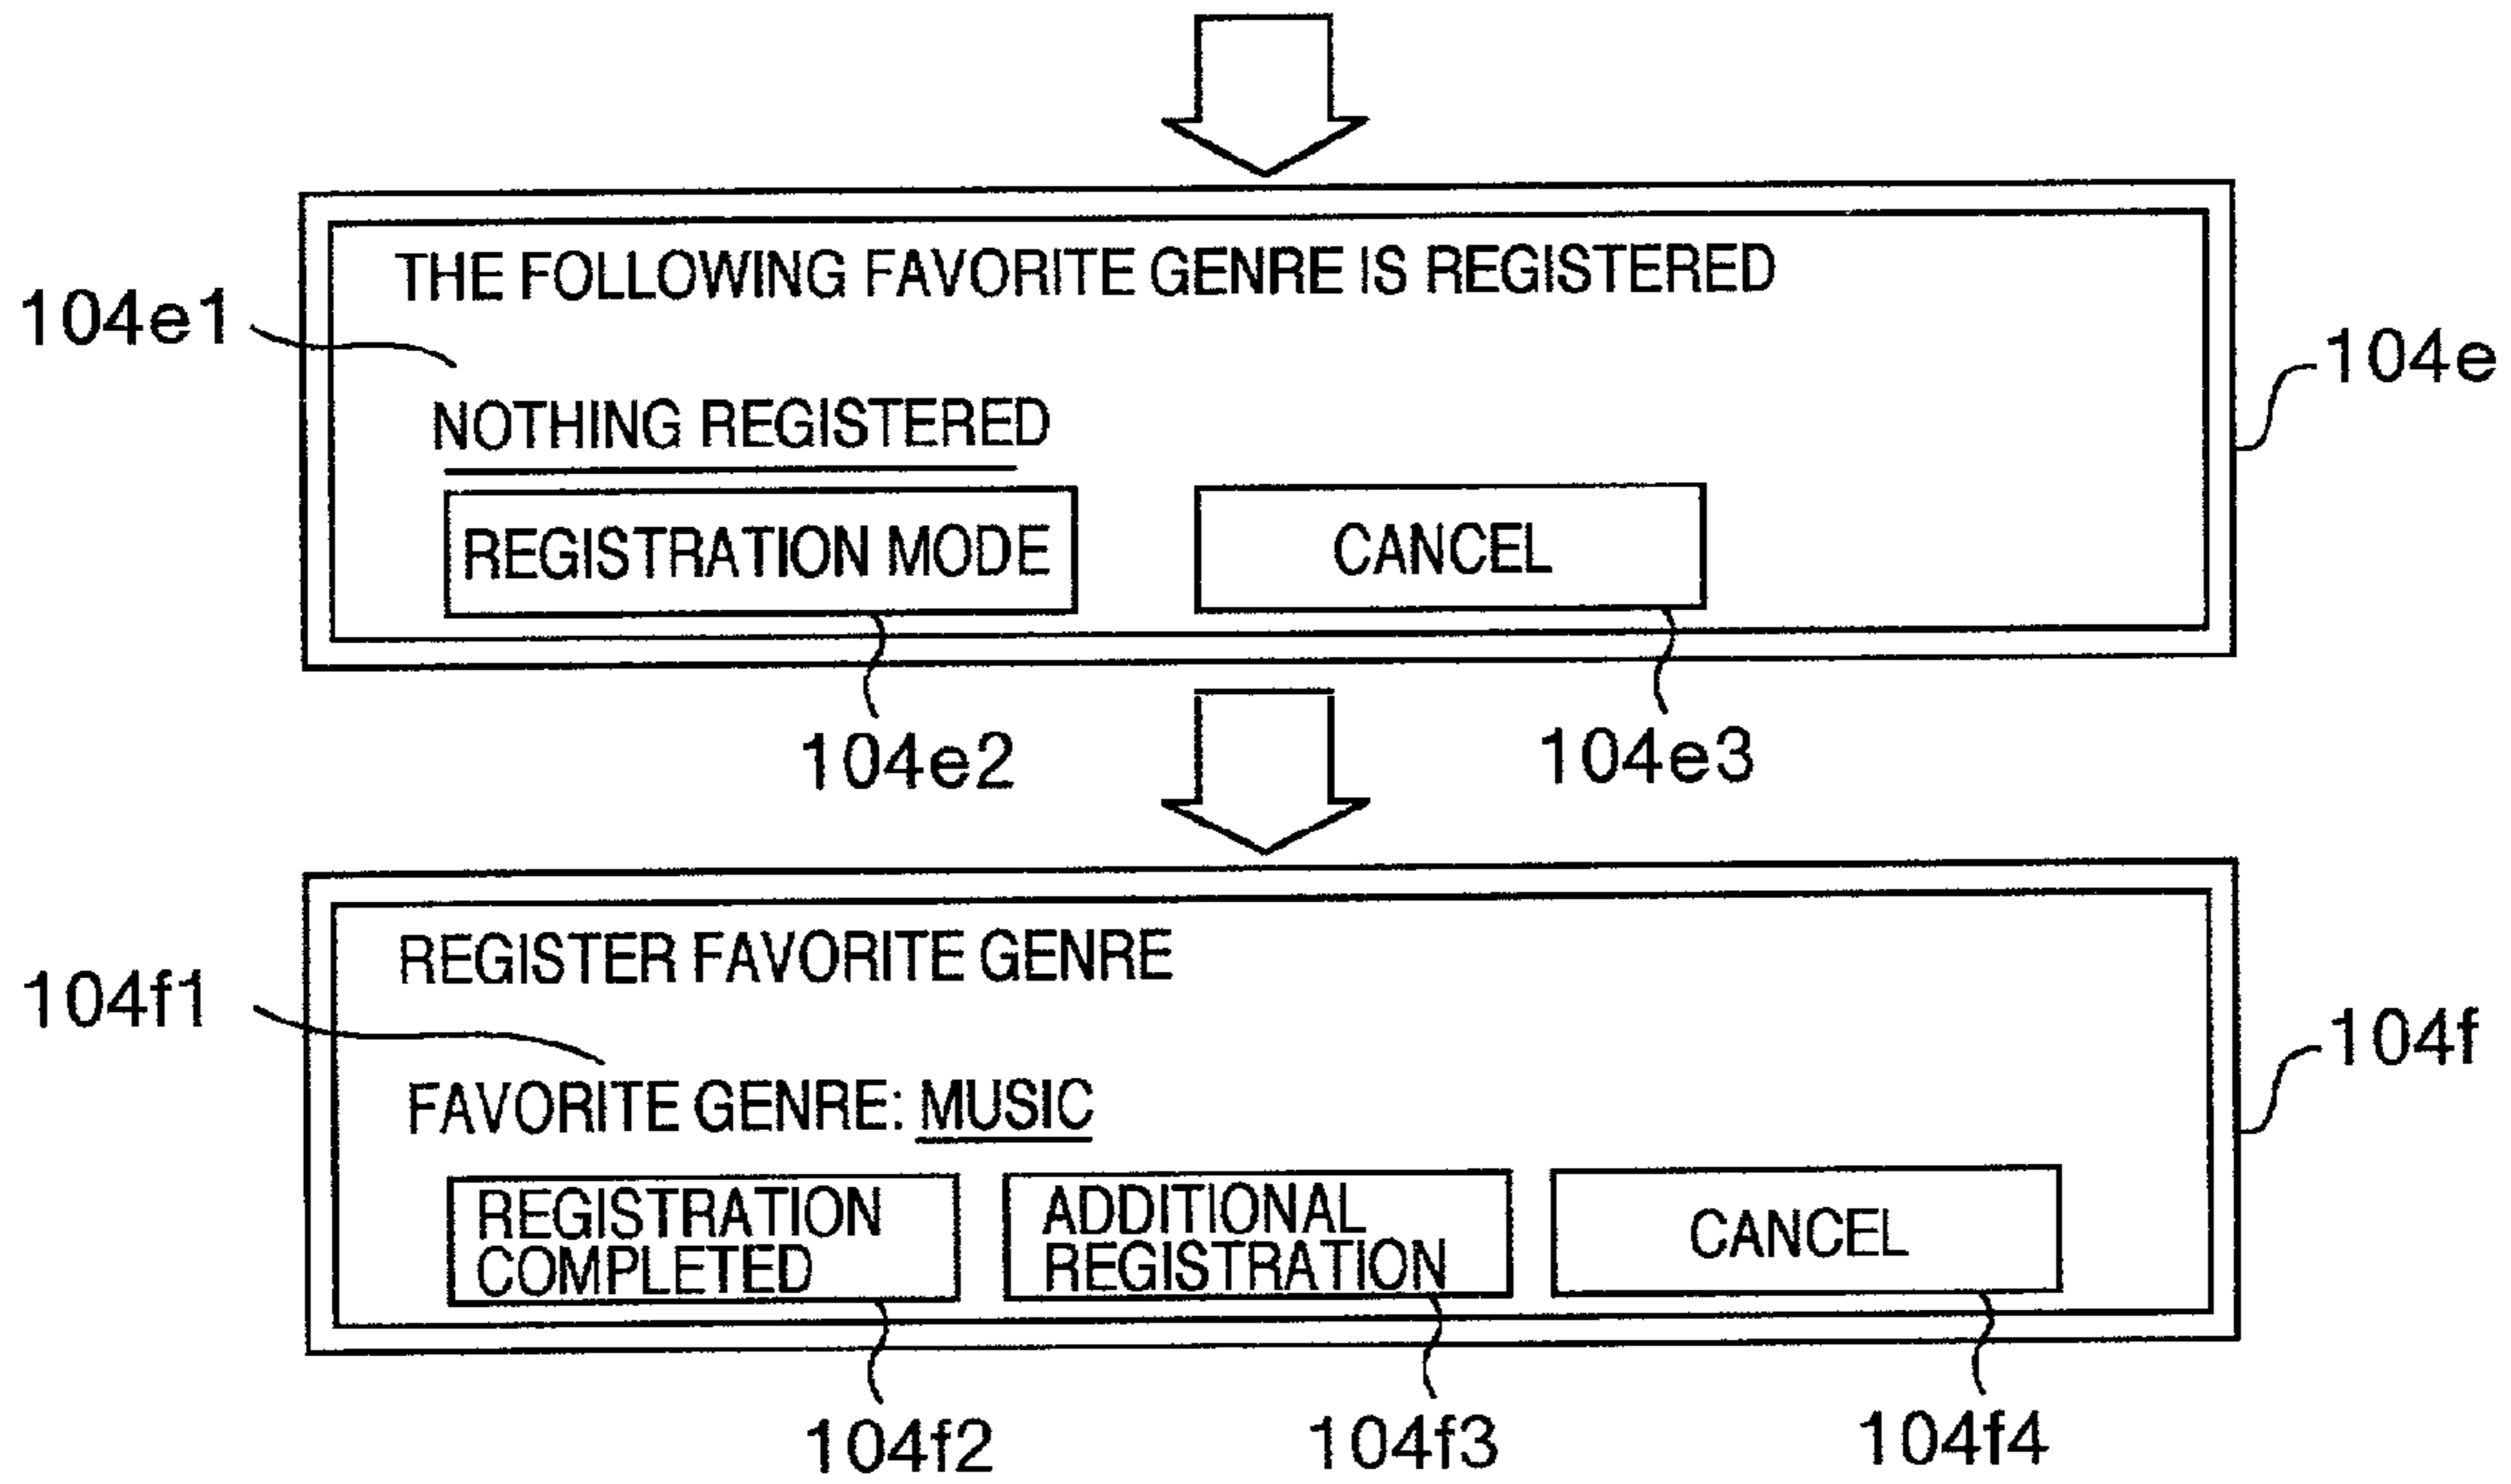 THE FOLLOWING FAVORITE GENRE IS REGISTERED
104e1
104e
NOTHING REGISTERED
REGISTRATION MODE
CANCEL
104e2
104e3
REGISTER FAVORITE GENRE
104f1
104f
FAVORITE GENRE: MUSIC
REGISTRATION
COMPLETED
ADDITIONAL
REGISTRATION
CANCEL
104f2
104f3
104f4